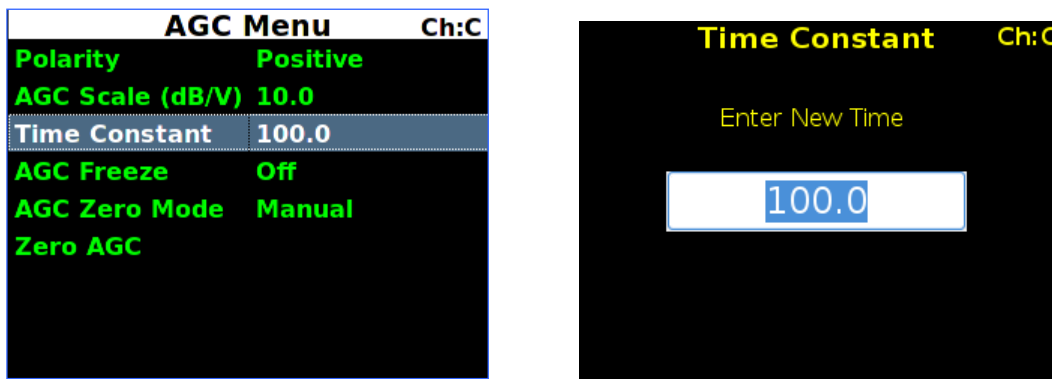 AGC Menu Ch:C
Polarity Positive
AGC Scale (dB/V) 10.0
Time Constant 100.0
AGC Freeze Off
AGC Zero Mode Manual
Zero AGC
Time Constant Ch:C
Enter New Time
100.0